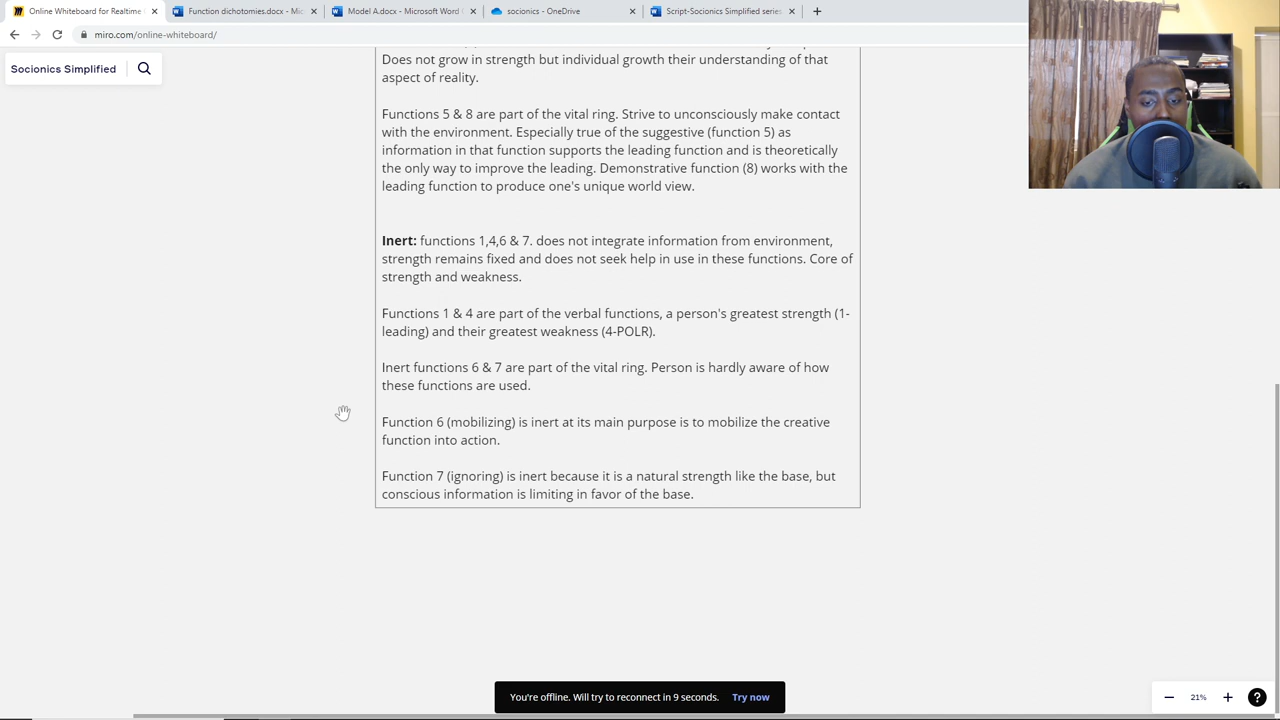 Online Whiteboard for Realtime
Function dichotomies.docx - Mic
Model A.docx - Microsoft Word
socionics - OneDrive
Script-Socionics Simplified series
miro.com/online-whiteboard/
Socionics Simplified
Does not grow in strength but individual growth their understanding of that
aspect of reality.
Functions 5 & 8 are part of the vital ring. Strive to unconsciously make contact
with the environment. Especially true of the suggestive (function 5) as
information in that function supports the leading function and is theoretically
the only way to improve the leading. Demonstrative function (8) works with the
leading function to produce one's unique world view.
Inert: functions 1,4,6 & 7. does not integrate information from environment,
strength remains fixed and does not seek help in use in these functions. Core of
strength and weakness.
Functions 1 & 4 are part of the verbal functions, a person's greatest strength (1-
leading) and their greatest weakness (4-POLR).
Inert functions 6 & 7 are part of the vital ring. Person is hardly aware of how
these functions are used.
Function 6 (mobilizing) is inert at its main purpose is to mobilize the creative
function into action.
Function 7 (ignoring) is inert because it is a natural strength like the base, but
conscious information is limiting in favor of the base.
You're offline. Will try to reconnect in 9 seconds. Try now
21%